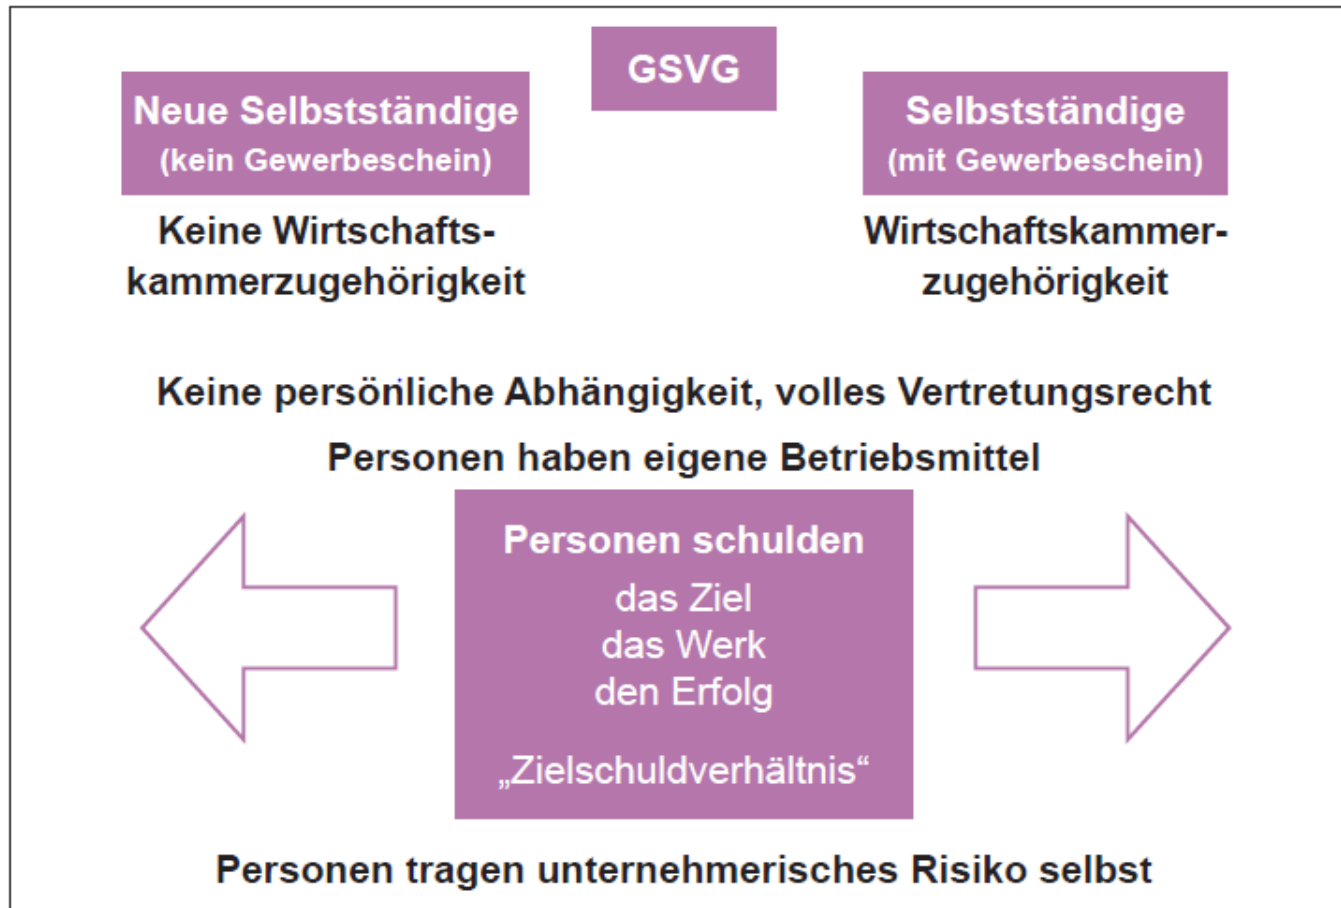 GSVG
Neue Selbstständige
(kein Gewerbeschein)
Keine Wirtschafts-
kammerzugehörigkeit
Selbstständige
(mit Gewerbeschein)
Wirtschaftskammer-
zugehörigkeit
Keine persönliche Abhängigkeit, volles Vertretungsrecht
Personen haben eigene Betriebsmittel
Personen schulden
das Ziel
das Werk
den Erfolg
„Zielschuldverhältnis“
Personen tragen unternehmerisches Risiko selbst